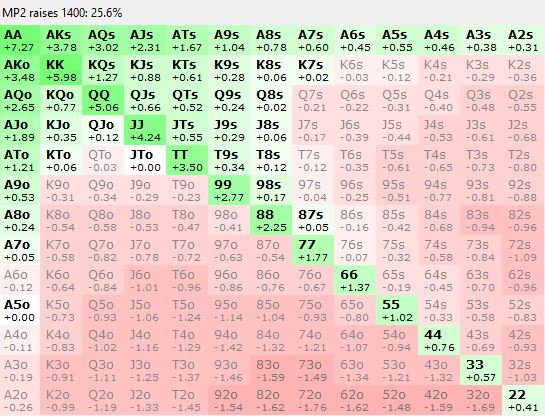 MP2 raises 1400: 25.6%
AA AKs AQs AJs ATs A9s A8s A7s A6s A5s A4s A3s A2s
+7.27 +3.78 +3.02 +2.31 +1.67 +1.04 +0.78 +0.60 +0.45 +0.55 +0.46 +0.38 +0.31
AKo KK KQs KJs KTs K9s K8s K7s K6s K5s K4s K3s K2s
+3.48 +5.98 +1.27 +0.88 +0.61 +0.28 +0.06 +0.02 -0.03 -0.12 -0.21 -0.29 -0.36
AQo KQo QQ QJs QTs Q9s Q8s Q7s Q6s Q5s Q4s Q3s Q2s
+2.65 +0.77 +5.06 +0.66 +0.52 +0.24 +0.02 -0.21 -0.22 -0.31 -0.40 -0.48 -0.55
AJo KJo QJo JJ JTs J9s J8s J7s J6s J5s J4s J3s J2s
+1.89 +0.35 +0.12 +4.24 +0.55 +0.29 +0.06 -0.17 -0.39 -0.44 -0.53 -0.61 -0.68
ATo KTo QTo JTo TT T9s T8s T7s T6s T5s T4s T3s T2s
+1.21 +0.06 -0.03 +0.00 +3.50 +0.34 +0.12 -0.12 -0.35 -0.61 -0.65 -0.73 -0.80
A9o K9o Q9o J9o T9o 99 98s 97s 96s 95s 94s 93s 92s
+0.53 -0.31 -0.34 -0.29 -0.23 +2.77 +0.17 -0.04 -0.25 -0.51 -0.77 -0.81 -0.88
A8o K8o Q8o J8o T8o 98o 88 87s 86s 85s 84s 83s 82s
+0.24 -0.54 -0.58 -0.53 -0.47 -0.41 +2.25 +0.05 -0.16 -0.42 -0.68 -0.94 -0.96
A7o K7o Q7o J7o T7o 97o 87o 77 76s 75s 74s 73s 72s
+0.05 -0.58 -0.82 -0.78 -0.72 -0.63 -0.54 +1.77 -0.07 -0.32 -0.58 -0.84 -1.09
A6o K6o Q6o J6o T6o 96o 86o 76o 66 65s 64s 63s 62s
-0.12 -0.64 -0.84 -1.01 -0.96 -0.86 -0.76 -0.67 +1.37 -0.19 -0.45 -0.70 -0.96
A5o K5o Q5o J5o T5o 95o 85o 75o 65o 55 54s 53s 52s
+0.00 -0.73 -0.93 -1.06 -1.24 -1.14 -1.04 -0.93 -0.80 +1.02 -0.33 -0.58 -0.83
A4o K4o Q4o J4o T4o 94o 84o 74o 64o 54o 44 43s 42s
-0.11 -0.83 -1.02 -1.16 -1.29 -1.42 -1.32 -1.21 -1.07 -0.94 +0.76 -0.69 -0.93
A3o K3o Q3o J3o T3o 93o 83o 73o 63o 53o 43o 33 32s
-0.19 -0.91 -1.11 -1.25 -1.37 -1.46 -1.59 -1.49 -1.34 -1.21 -1.32 +0.57 -1.03
A2o K2o Q2o J2o T2o 92o 82o 72o 62o 52o 42o 32o 22
-0.26 -0.99 -1.19 -1.33 -1.45 -1.54 -1.62 -1.76 -1.62 -1.48 -1.59 -1.69 +0.41